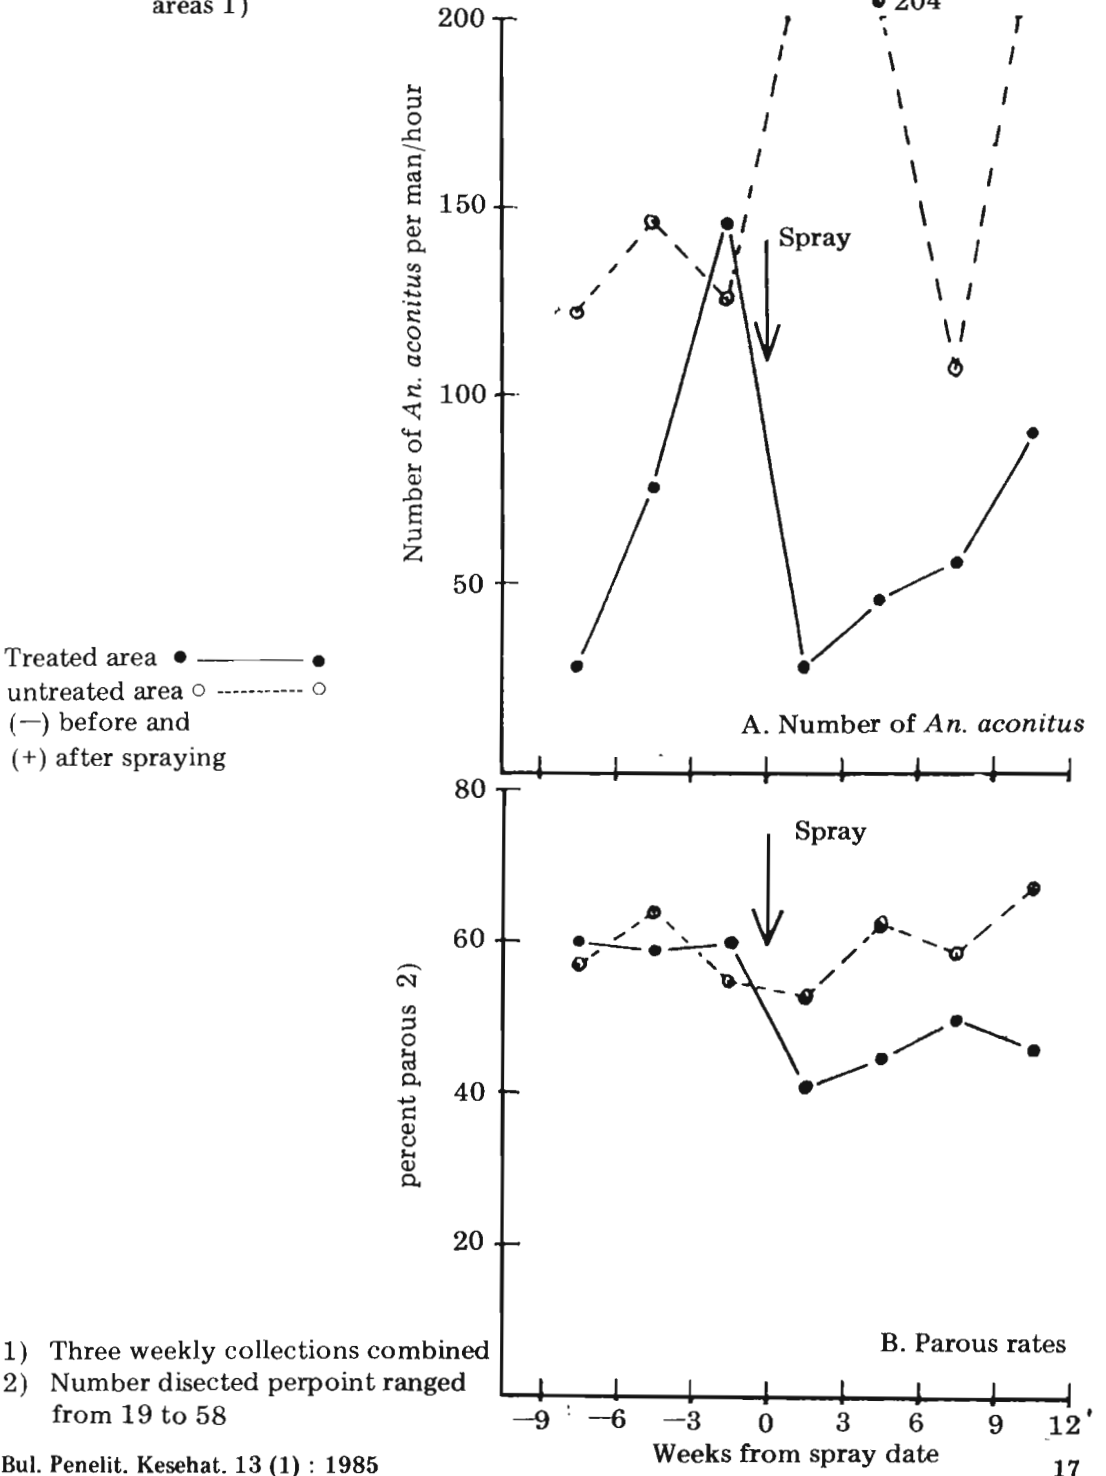 areas 1)
204
200
150
100
50
Number of An. aconitus per man/hour
Spray
Treated area
untreated area
(—) before and
(+) after spraying
A. Number of An. aconitus
80
60
40
20
percent parous 2)
Spray
B. Parous rates
1) Three weekly collections combined
2) Number disected perpoint ranged
from 19 to 58
—9 —6 —3 0 3 6 9 12
Weeks from spray date
Bul. Penelit. Kesehat. 13 (1) : 1985
17